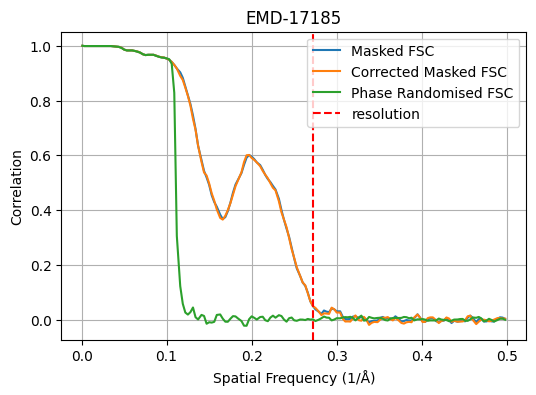 EMD-17185
Masked FSC
Corrected Masked FSC
Phase Randomised FSC
resolution
1.0
0.8
0.6
0.4
0.2
0.0
Correlation
0.0 0.1 0.2 0.3 0.4 0.5
Spatial Frequency (1/Å)